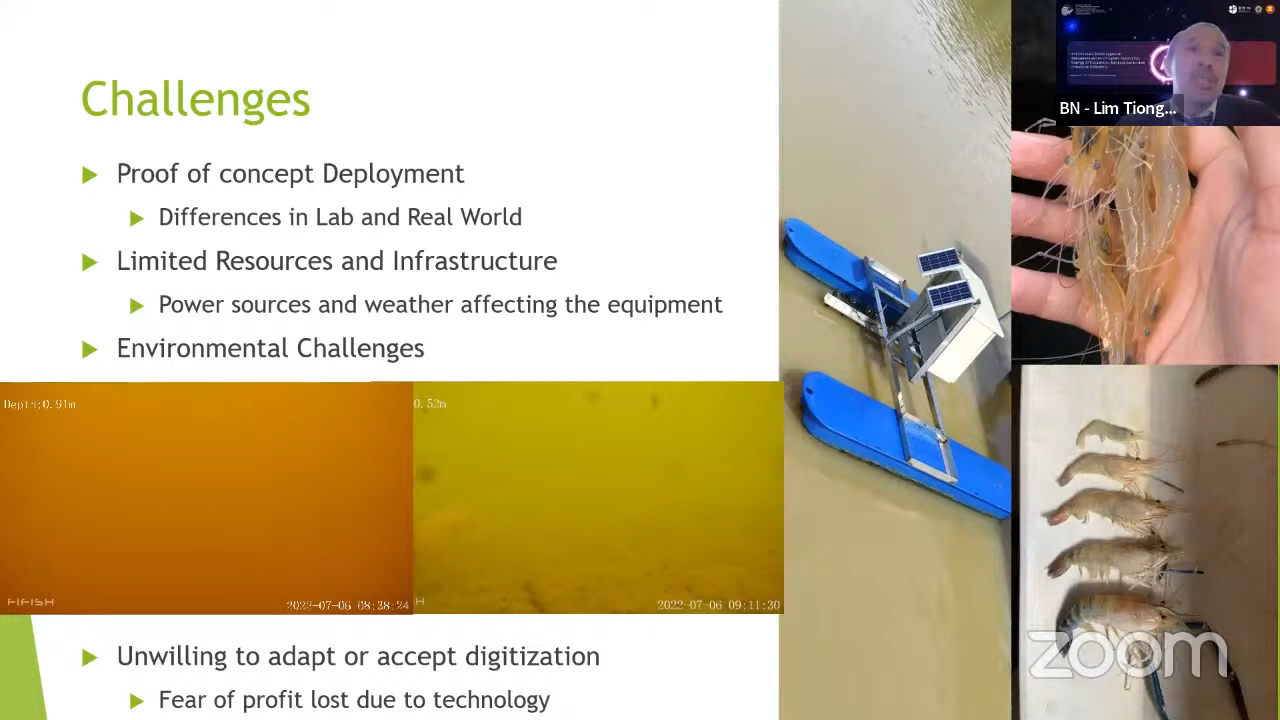 Challenges
Proof of concept Deployment
Differences in Lab and Real World
Limited Resources and Infrastructure
Power sources and weather affecting the equipment
Environmental Challenges
Depth:0.91m
FIFISH
2022-07-06 08:38:24
0.52m
H
2022-07-06 09:11:30
Unwilling to adapt or accept digitization
Fear of profit lost due to technology
BN - Lim Tiong...
zoom